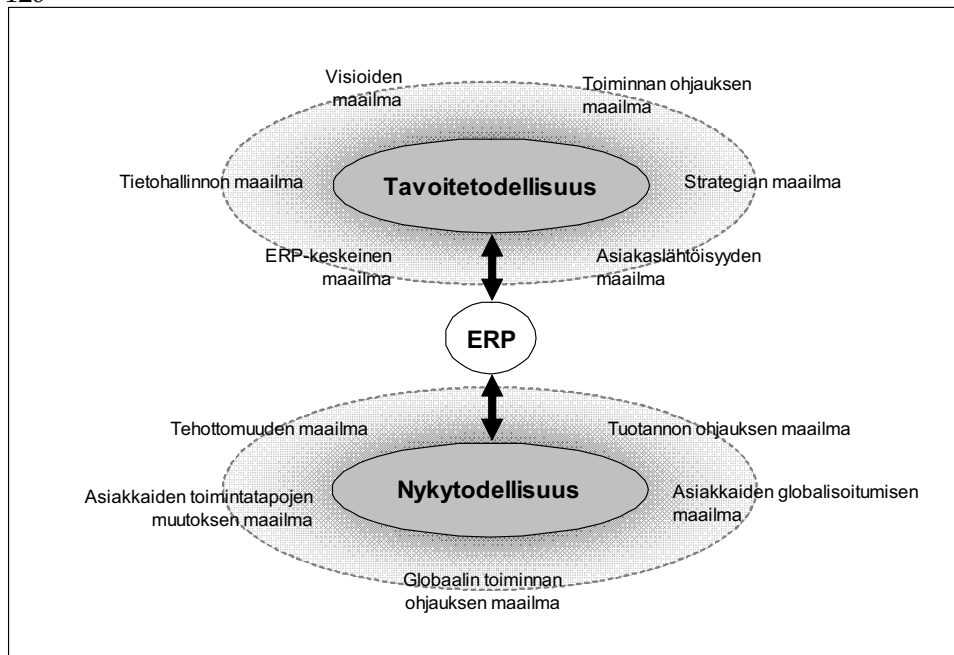 Visioiden
maailma
Toiminnan ohjauksen
maailma
Tietohallinnon maailma
Tavoitetodellisuus
Strategian maailma
ERP-keskeinen
maailma
Asiakaslähtöisyyden
maailma
ERP
Tehottomuuden maailma
Tuotannon ohjauksen maailma
Asiakkaiden toimintatapojen
muutoksen maailma
Nykytodellisuus
Asiakkaiden globalisoitumisen
maailma
Globaalin toiminnan
ohjauksen maailma